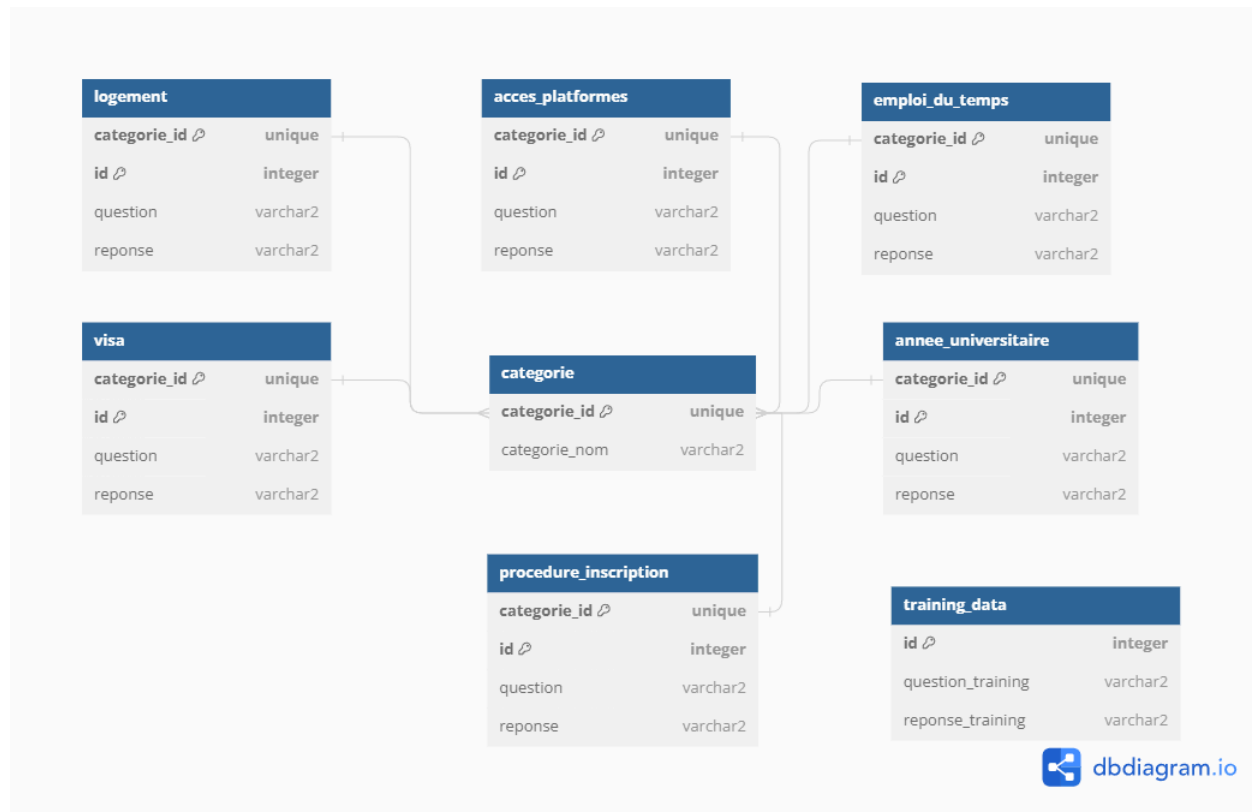 logement
categorie_id unique
id integer
question varchar2
reponse varchar2
acces_platformes
categorie_id unique
id integer
question varchar2
reponse varchar2
emploi_du_temps
categorie_id unique
id integer
question varchar2
reponse varchar2
visa
categorie_id unique
id integer
question varchar2
reponse varchar2
categorie
categorie_id unique
categorie_nom varchar2
annee_universitaire
categorie_id unique
id integer
question varchar2
reponse varchar2
procedure_inscription
categorie_id unique
id integer
question varchar2
reponse varchar2
training_data
id integer
question_training varchar2
reponse_training varchar2
dbdiagram.io